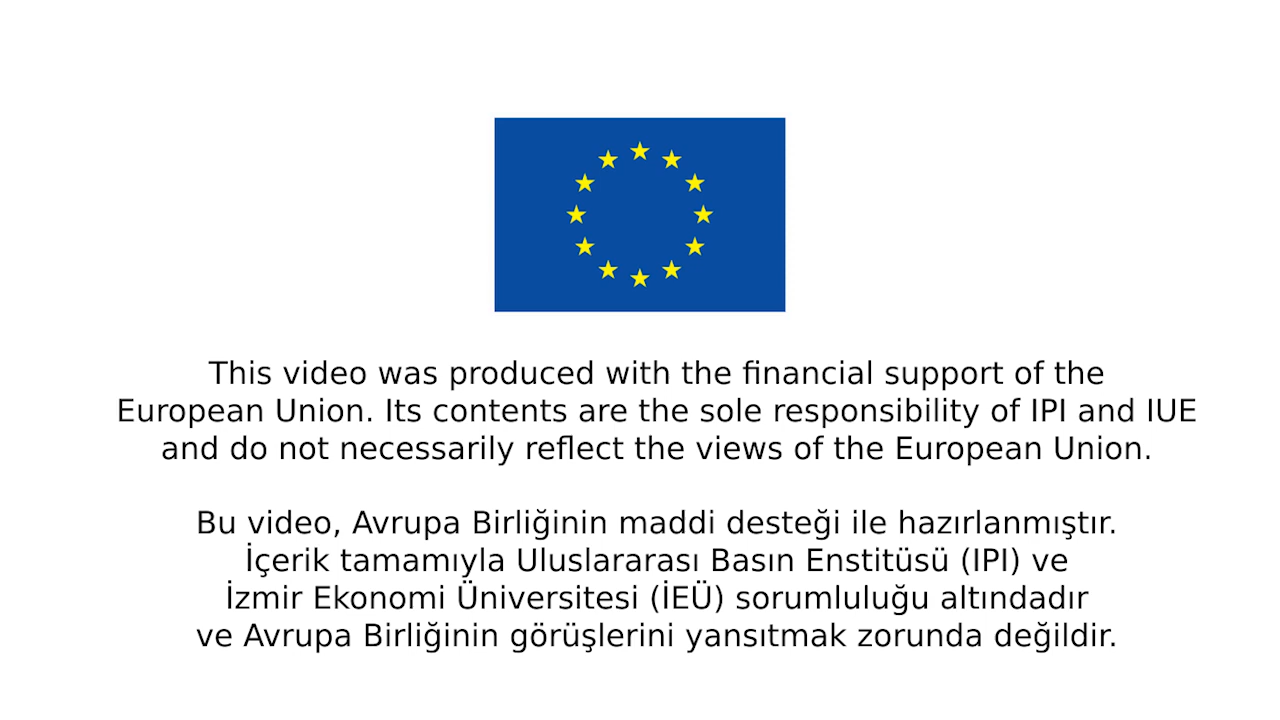 This video was produced with the financial support of the
European Union. Its contents are the sole responsibility of IPI and IUE
and do not necessarily reflect the views of the European Union.
Bu video, Avrupa Birliğinin maddi desteği ile hazırlanmıştır.
İçerik tamamıyla Uluslararası Basın Enstitüsü (IPI) ve
İzmir Ekonomi Üniversitesi (İEÜ) sorumluluğu altındadır
ve Avrupa Birliğinin görüşlerini yansıtmak zorunda değildir.